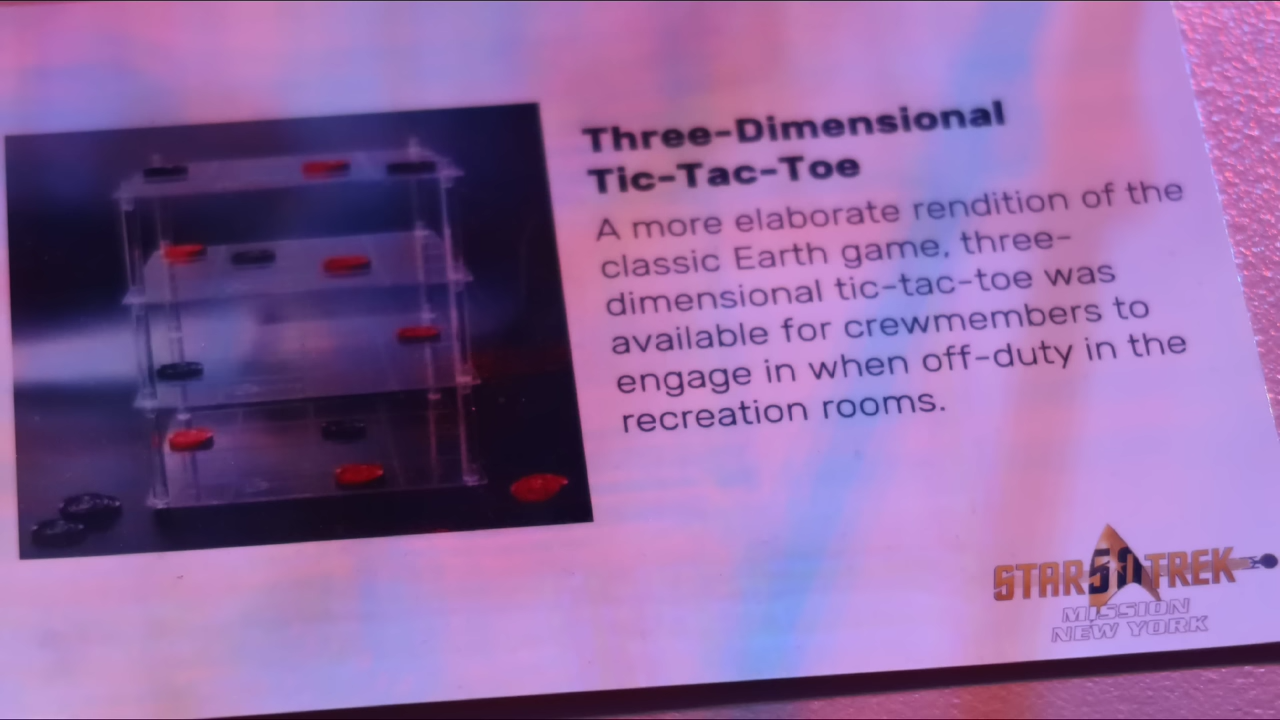 Three-Dimensional
Tic-Tac-Toe
A more elaborate rendition of the
classic Earth game, three-
dimensional tic-tac-toe was
available for crewmembers to
engage in when off-duty in the
recreation rooms.
STAR 50 TREK
MISSION
NEW YORK